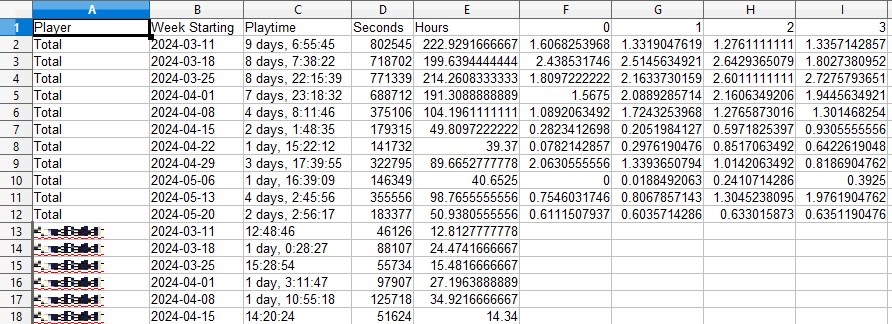 A B C D E F G H I
1 Player Week Starting Playtime Seconds Hours 0 1 2 3
2 Total 2024-03-11 9 days, 6:55:45 802545 222.9291666667 1.6068253968 1.3319047619 1.2761111111 1.3357142857
3 Total 2024-03-18 8 days, 7:38:22 718702 199.6394444444 2.438531746 2.5145634921 2.6429365079 1.8027380952
4 Total 2024-03-25 8 days, 22:15:39 771339 214.2608333333 1.8097222222 2.1633730159 2.6011111111 2.7275793651
5 Total 2024-04-01 7 days, 23:18:32 688712 191.3088888889 1.5675 2.0889285714 2.1606349206 1.9445634921
6 Total 2024-04-08 4 days, 8:11:46 375106 104.1961111111 1.0892063492 1.7243253968 1.2765873016 1.301468254
7 Total 2024-04-15 2 days, 1:48:35 179315 49.8097222222 0.2823412698 0.2051984127 0.5971825397 0.9305555556
8 Total 2024-04-22 1 day, 15:22:12 141732 39.37 0.0782142857 0.2976190476 0.8517063492 0.6422619048
9 Total 2024-04-29 3 days, 17:39:55 322795 89.6652777778 2.0630555556 1.3393650794 1.0142063492 0.8186904762
10 Total 2024-05-06 1 day, 16:39:09 146349 40.6525 0 0.0188492063 0.2410714286 0.3925
11 Total 2024-05-13 4 days, 2:45:56 355556 98.7655555556 0.7546031746 0.8067857143 1.3045238095 1.9761904762
12 Total 2024-05-20 2 days, 2:56:17 183377 50.9380555556 0.6111507937 0.6035714286 0.633015873 0.6351190476
13 2024-03-11 12:48:46 46126 12.8127777778
14 2024-03-18 1 day, 0:28:27 88107 24.4741666667
15 2024-03-25 15:28:54 55734 15.4816666667
16 2024-04-01 1 day, 3:11:47 97907 27.1963888889
17 2024-04-08 1 day, 10:55:18 125718 34.9216666667
18 2024-04-15 14:20:24 51624 14.34